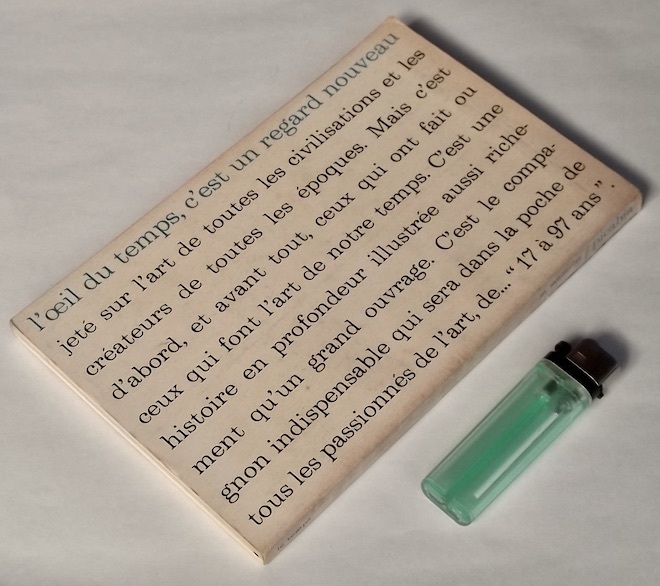 l'œil du temps, c'est un regard nouveau
jeté sur l'art de toutes les civilisations et les
créateurs de toutes les époques. Mais c'est
d'abord, et avant tout, ceux qui ont fait ou
ceux qui font l'art de notre temps. C'est une
histoire en profondeur illustrée aussi riche-
ment qu'un grand ouvrage. C'est le compa-
gnon indispensable qui sera dans la poche de
tous les passionnés de l'art, de... “ 17 à 97 ans ” .